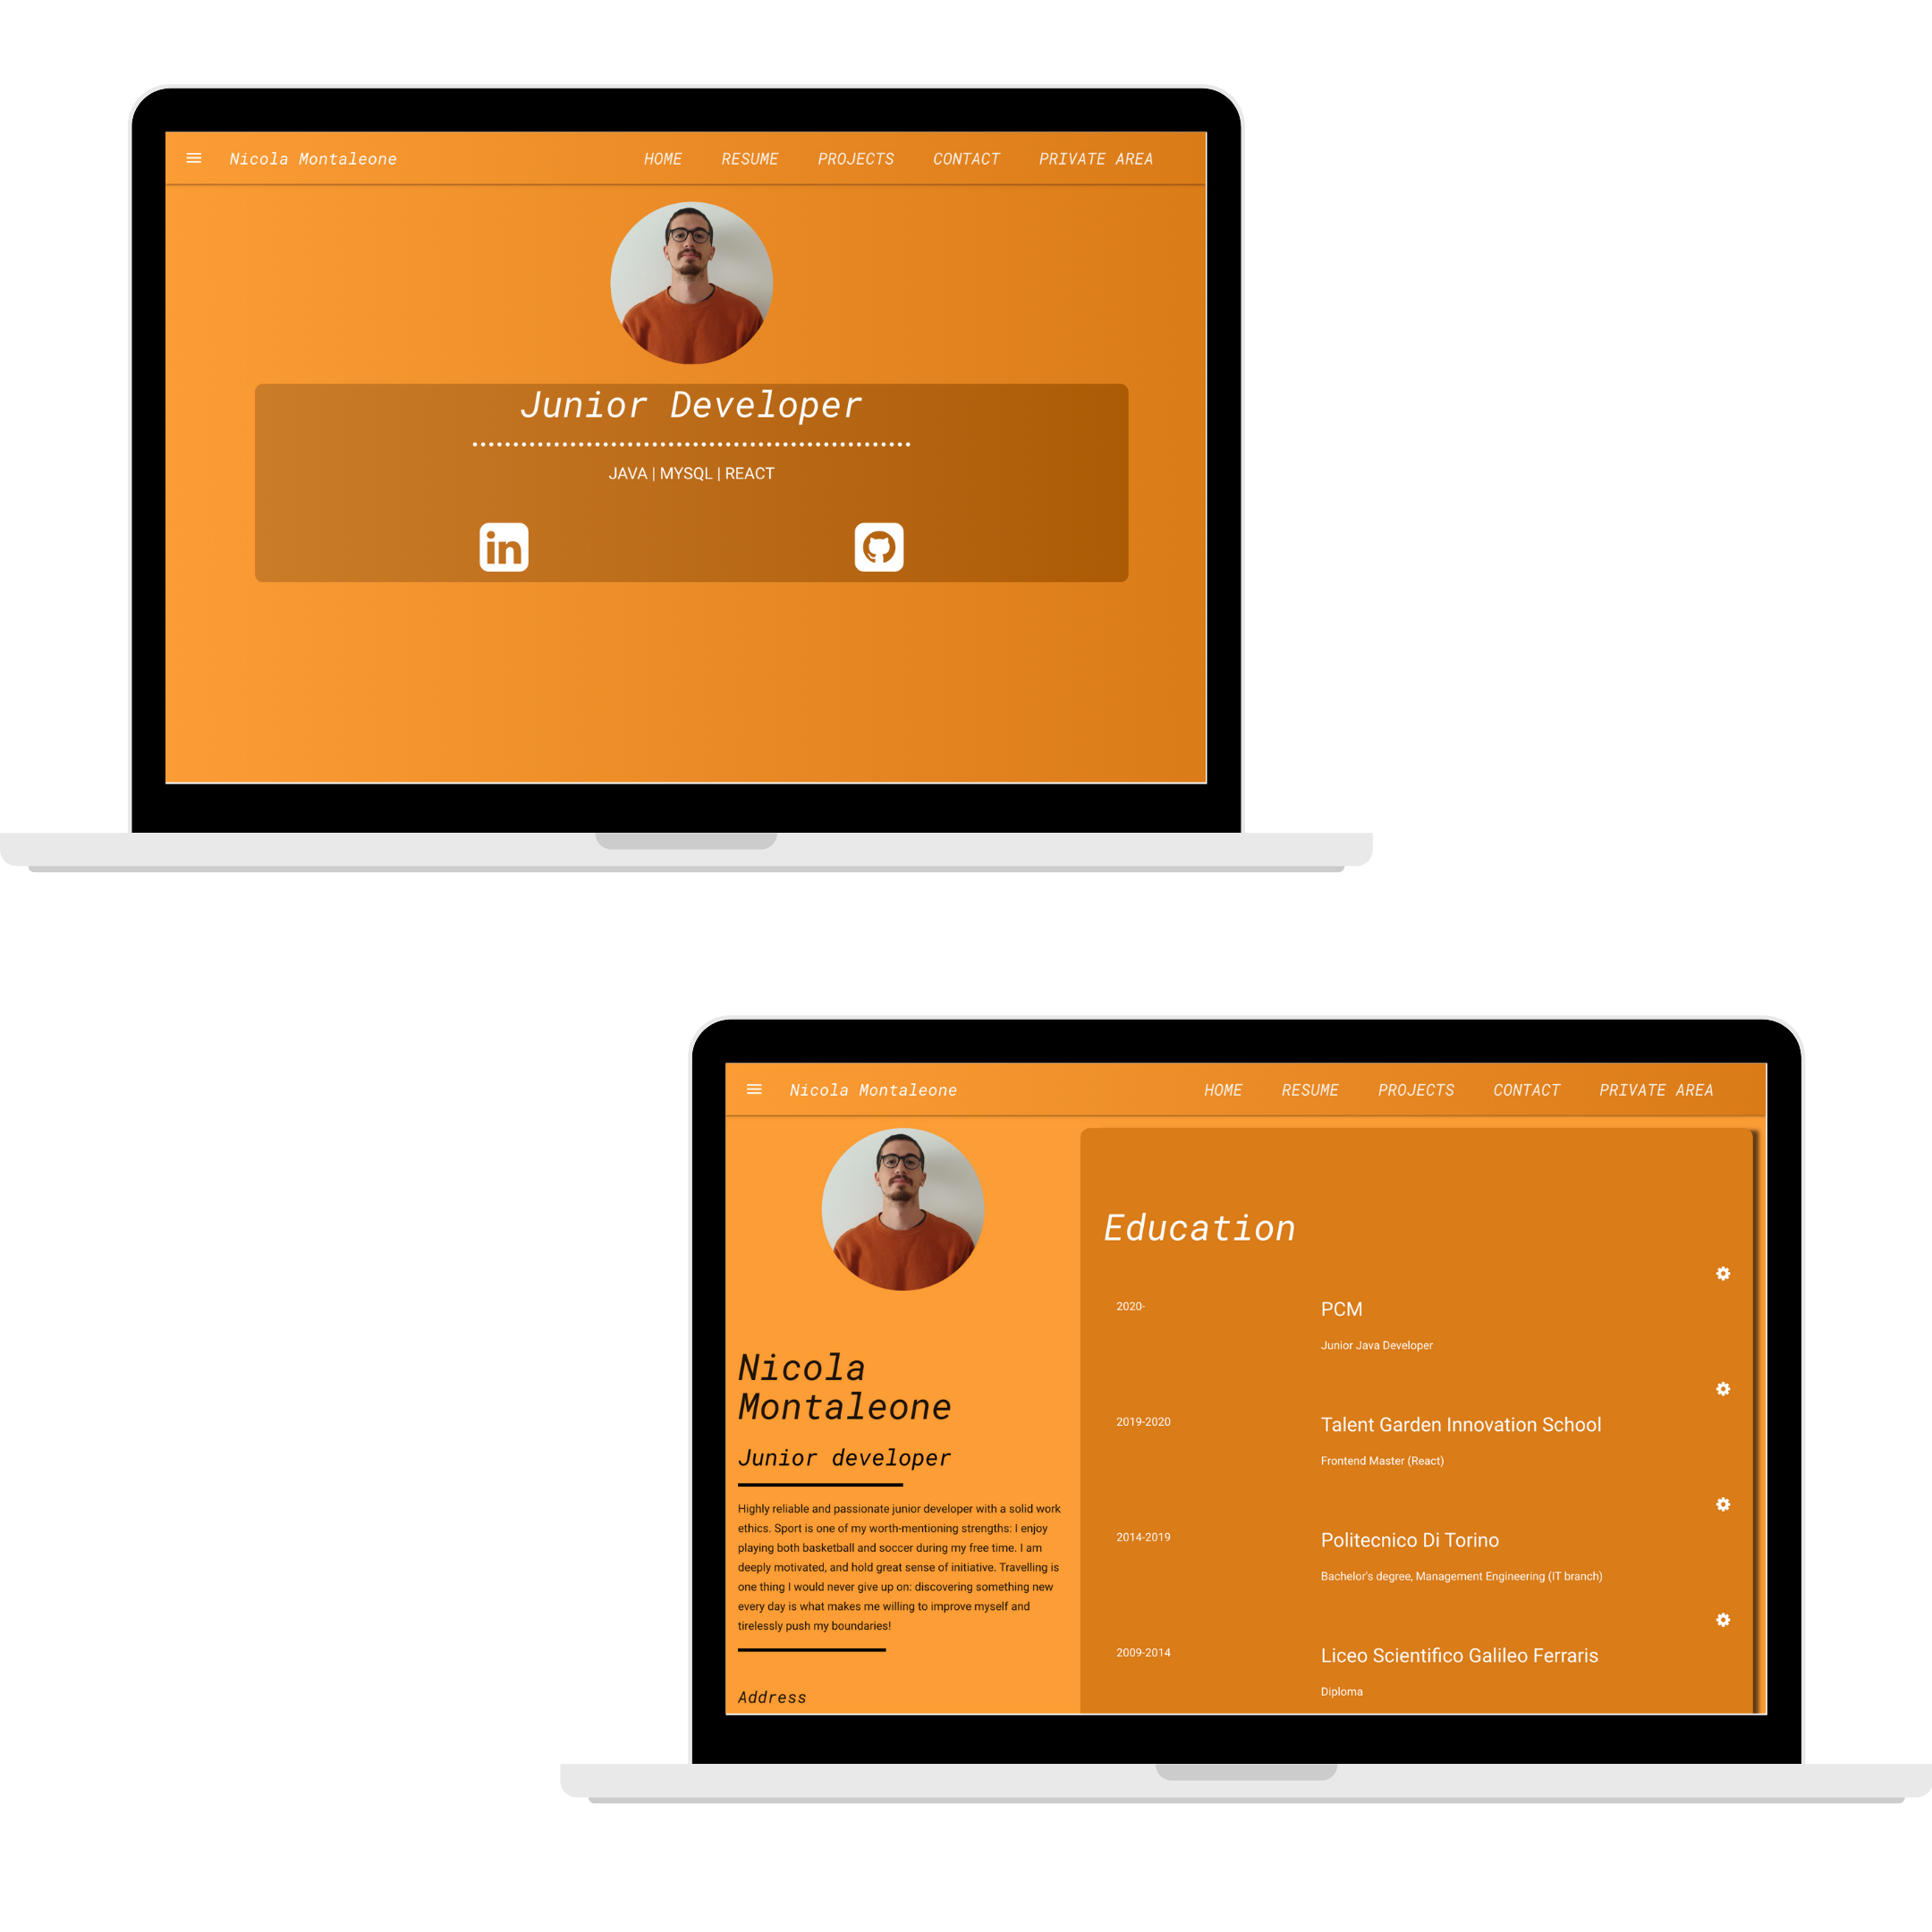 Nicola Montaleone
HOME RESUME PROJECTS CONTACT PRIVATE AREA
Junior Developer
JAVA | MYSQL | REACT
in
Nicola Montaleone
HOME RESUME PROJECTS CONTACT PRIVATE AREA
Nicola
Montaleone
Junior developer
Highly reliable and passionate junior developer with a solid work
ethics. Sport is one of my worth-mentioning strengths: I enjoy
playing both basketball and soccer during my free time. I am
deeply motivated, and hold great sense of initiative. Travelling is
one thing I would never give up on: discovering something new
every day is what makes me willing to improve myself and
tirelessly push my boundaries!
Address
Education
2020-
PCM
Junior Java Developer
2019-2020
Talent Garden Innovation School
Frontend Master (React)
2014-2019
Politecnico Di Torino
Bachelor's degree, Management Engineering (IT branch)
2009-2014
Liceo Scientifico Galileo Ferraris
Diploma